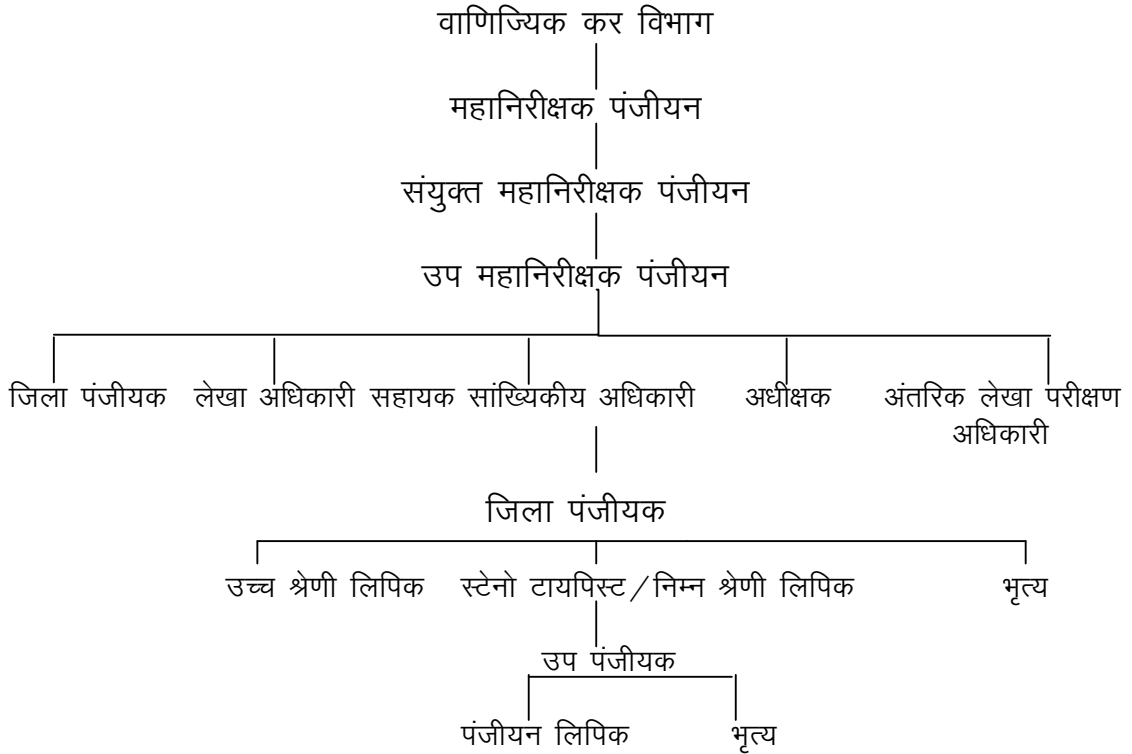 वाणिज्यिक कर विभाग
महानिरीक्षक पंजीयन
संयुक्त महानिरीक्षक पंजीयन
उप महानिरीक्षक पंजीयन
जिला पंजीयक लेखा अधिकारी सहायक सांख्यिकीय अधिकारी अधीक्षक अंतरिक लेखा परीक्षण
अधिकारी
जिला पंजीयक
उच्च श्रेणी लिपिक स्टेनो टायपिस्ट/निम्न श्रेणी लिपिक भृत्य
उप पंजीयक
पंजीयन लिपिक भृत्य